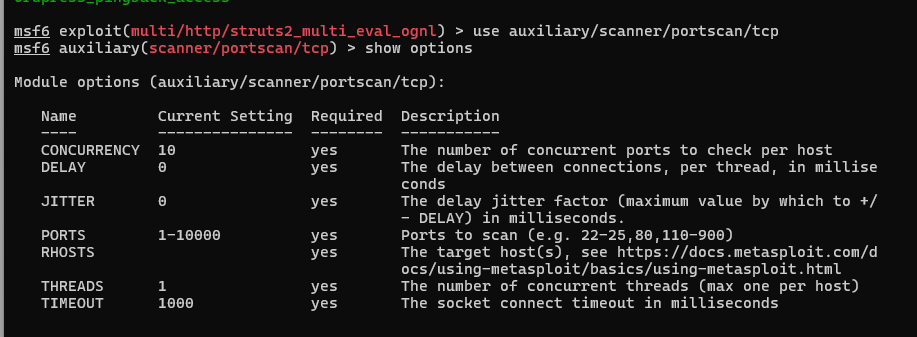 msf6 exploit(multi/http/struts2_multi_eval_ognl) > use auxiliary/scanner/portscan/tcp
msf6 auxiliary(scanner/portscan/tcp) > show options
Module options (auxiliary/scanner/portscan/tcp):
Name Current Setting Required Description
---- --------------- -------- -----------
CONCURRENCY 10 yes The number of concurrent ports to check per host
DELAY 0 yes The delay between connections, per thread, in millise
conds
JITTER 0 yes The delay jitter factor (maximum value by which to +/
- DELAY) in milliseconds.
PORTS 1-10000 yes Ports to scan (e.g. 22-25,80,110-900)
RHOSTS yes The target host(s), see https://docs.metasploit.com/d
ocs/using-metasploit/basics/using-metasploit.html
THREADS 1 yes The number of concurrent threads (max one per host)
TIMEOUT 1000 yes The socket connect timeout in milliseconds